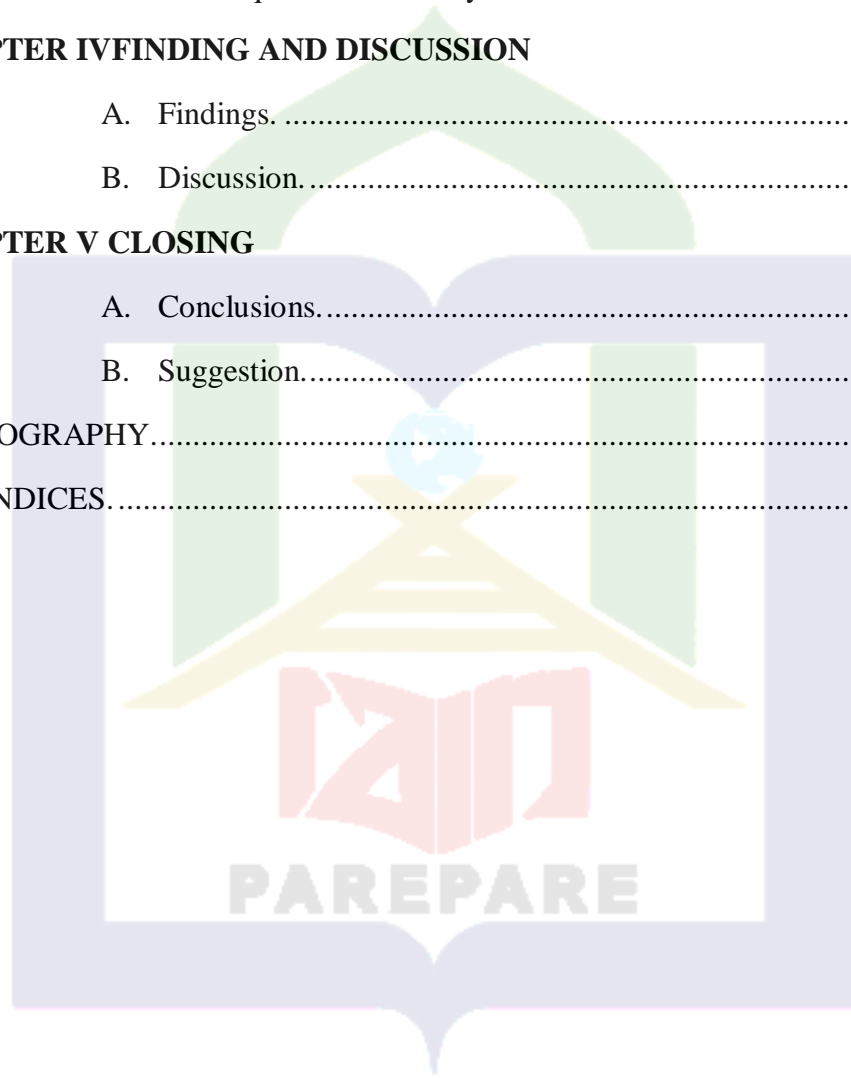 PTER IVFINDING AND DISCUSSION
A. Findings. ....................................................................
B. Discussion. ....................................................................
PTER V CLOSING
A. Conclusions. ....................................................................
B. Suggestion. ....................................................................
OGRAPHY. ....................................................................
NDICES. ....................................................................
PAREPARE